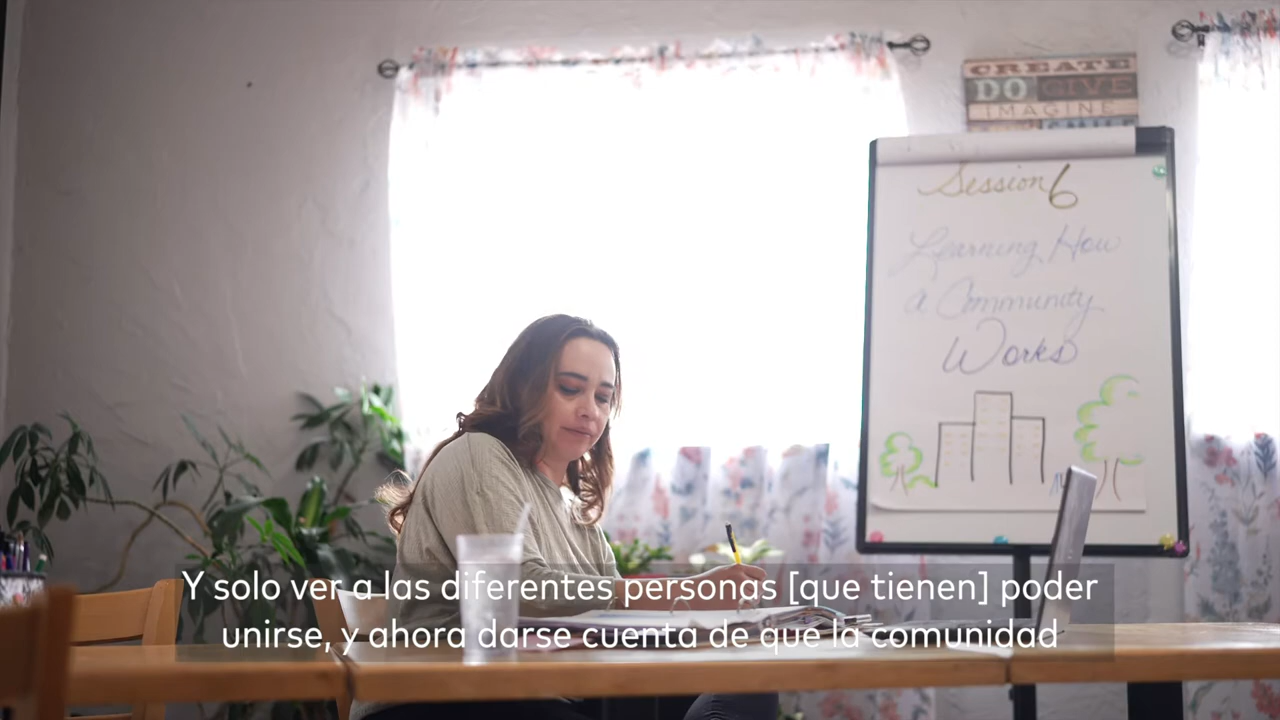 CREATE
DO GIVE
IMAGINE
Session 6
Learning How
a Community
Works
Y solo ver a las diferentes personas [que tienen] poder
unirse, y ahora darse cuenta de que la comunidad